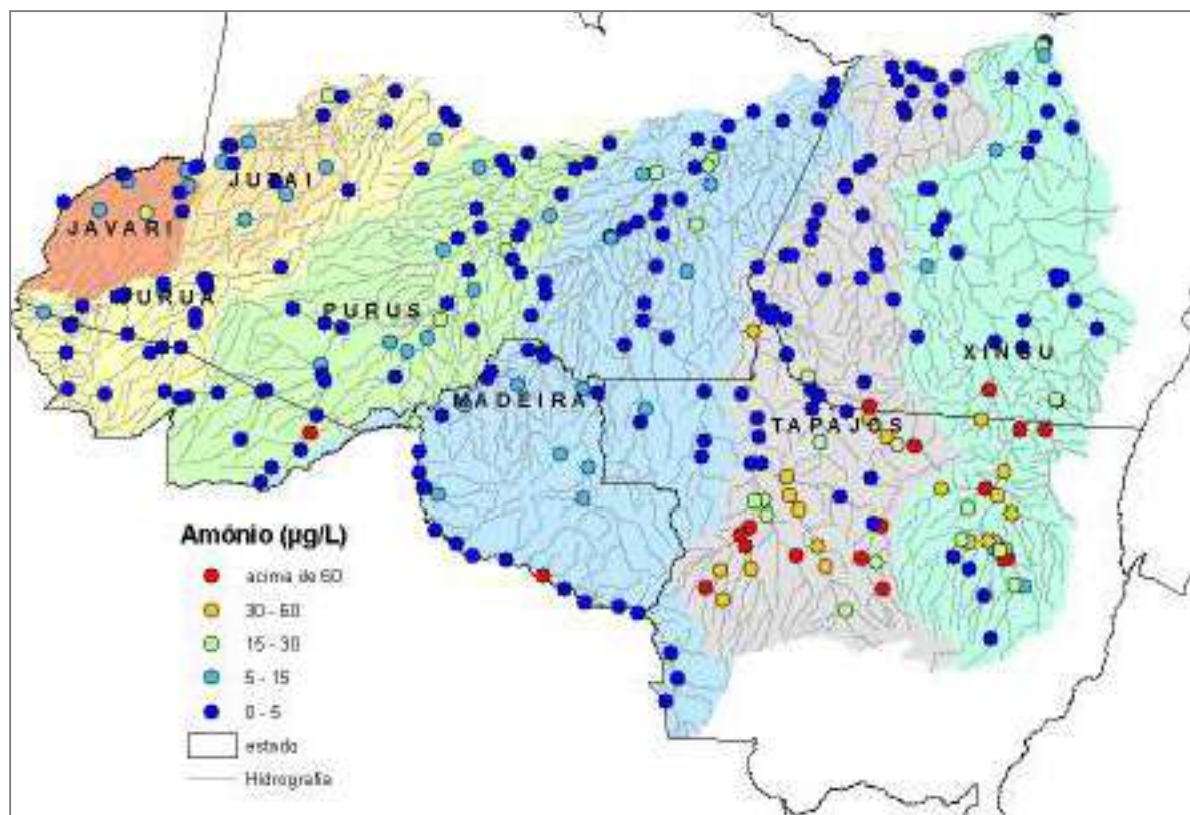 JUTAI
JAVARI
JURUA
PURUS
XINGU
MADEIRA
TAPAJOS
Amónio (µg/L)
acima de 60
30 - 60
15 - 30
5 - 15
0 - 5
estado
Hidrografia